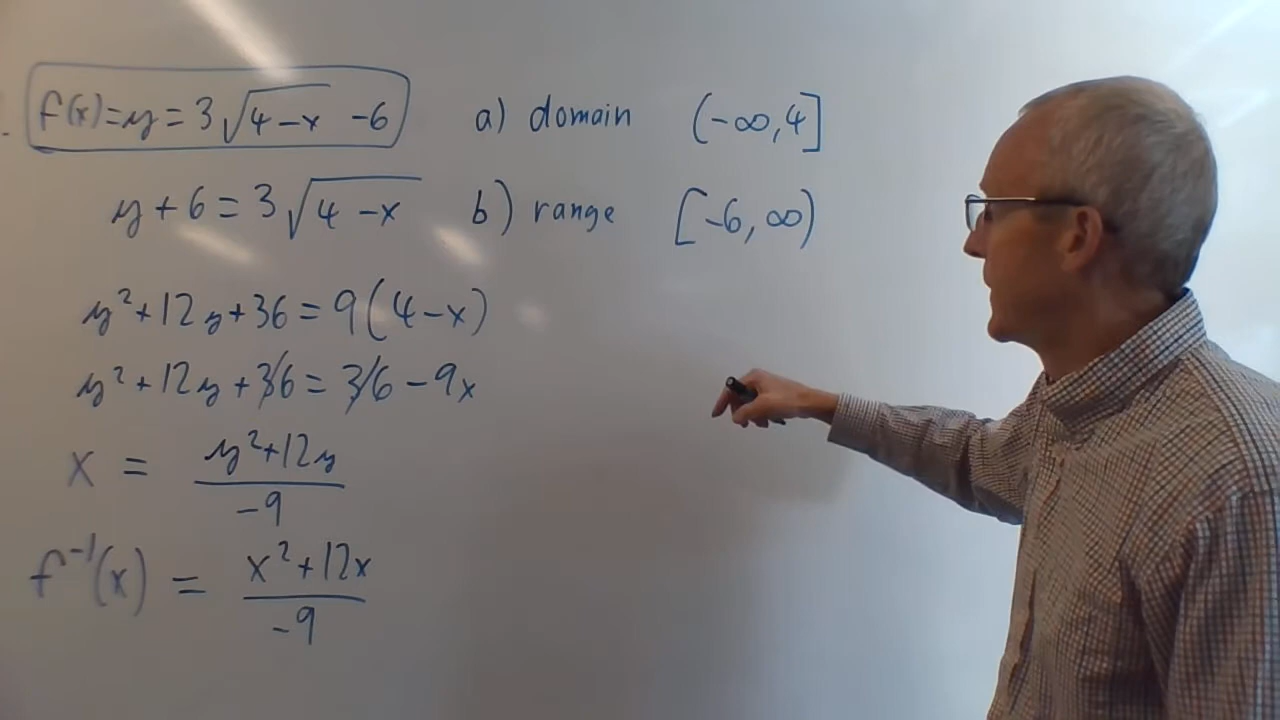 f(x)=y=3√(4-x) -6 a) domain (-∞,4]
y+6=3√(4-x) b) range [-6,∞)
y²+12y+36=9(4-x)
y²+12y+36=36-9x
x = (y²+12y)/(-9)
f⁻¹(x) = (x²+12x)/(-9)